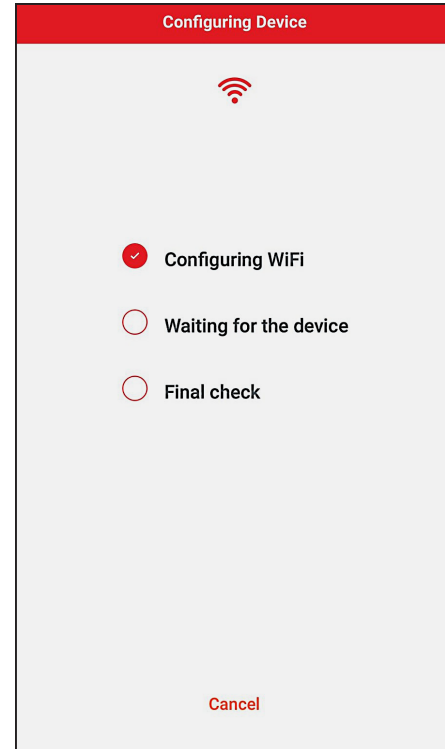 Configuring Device
Configuring WiFi
Waiting for the device
Final check
Cancel